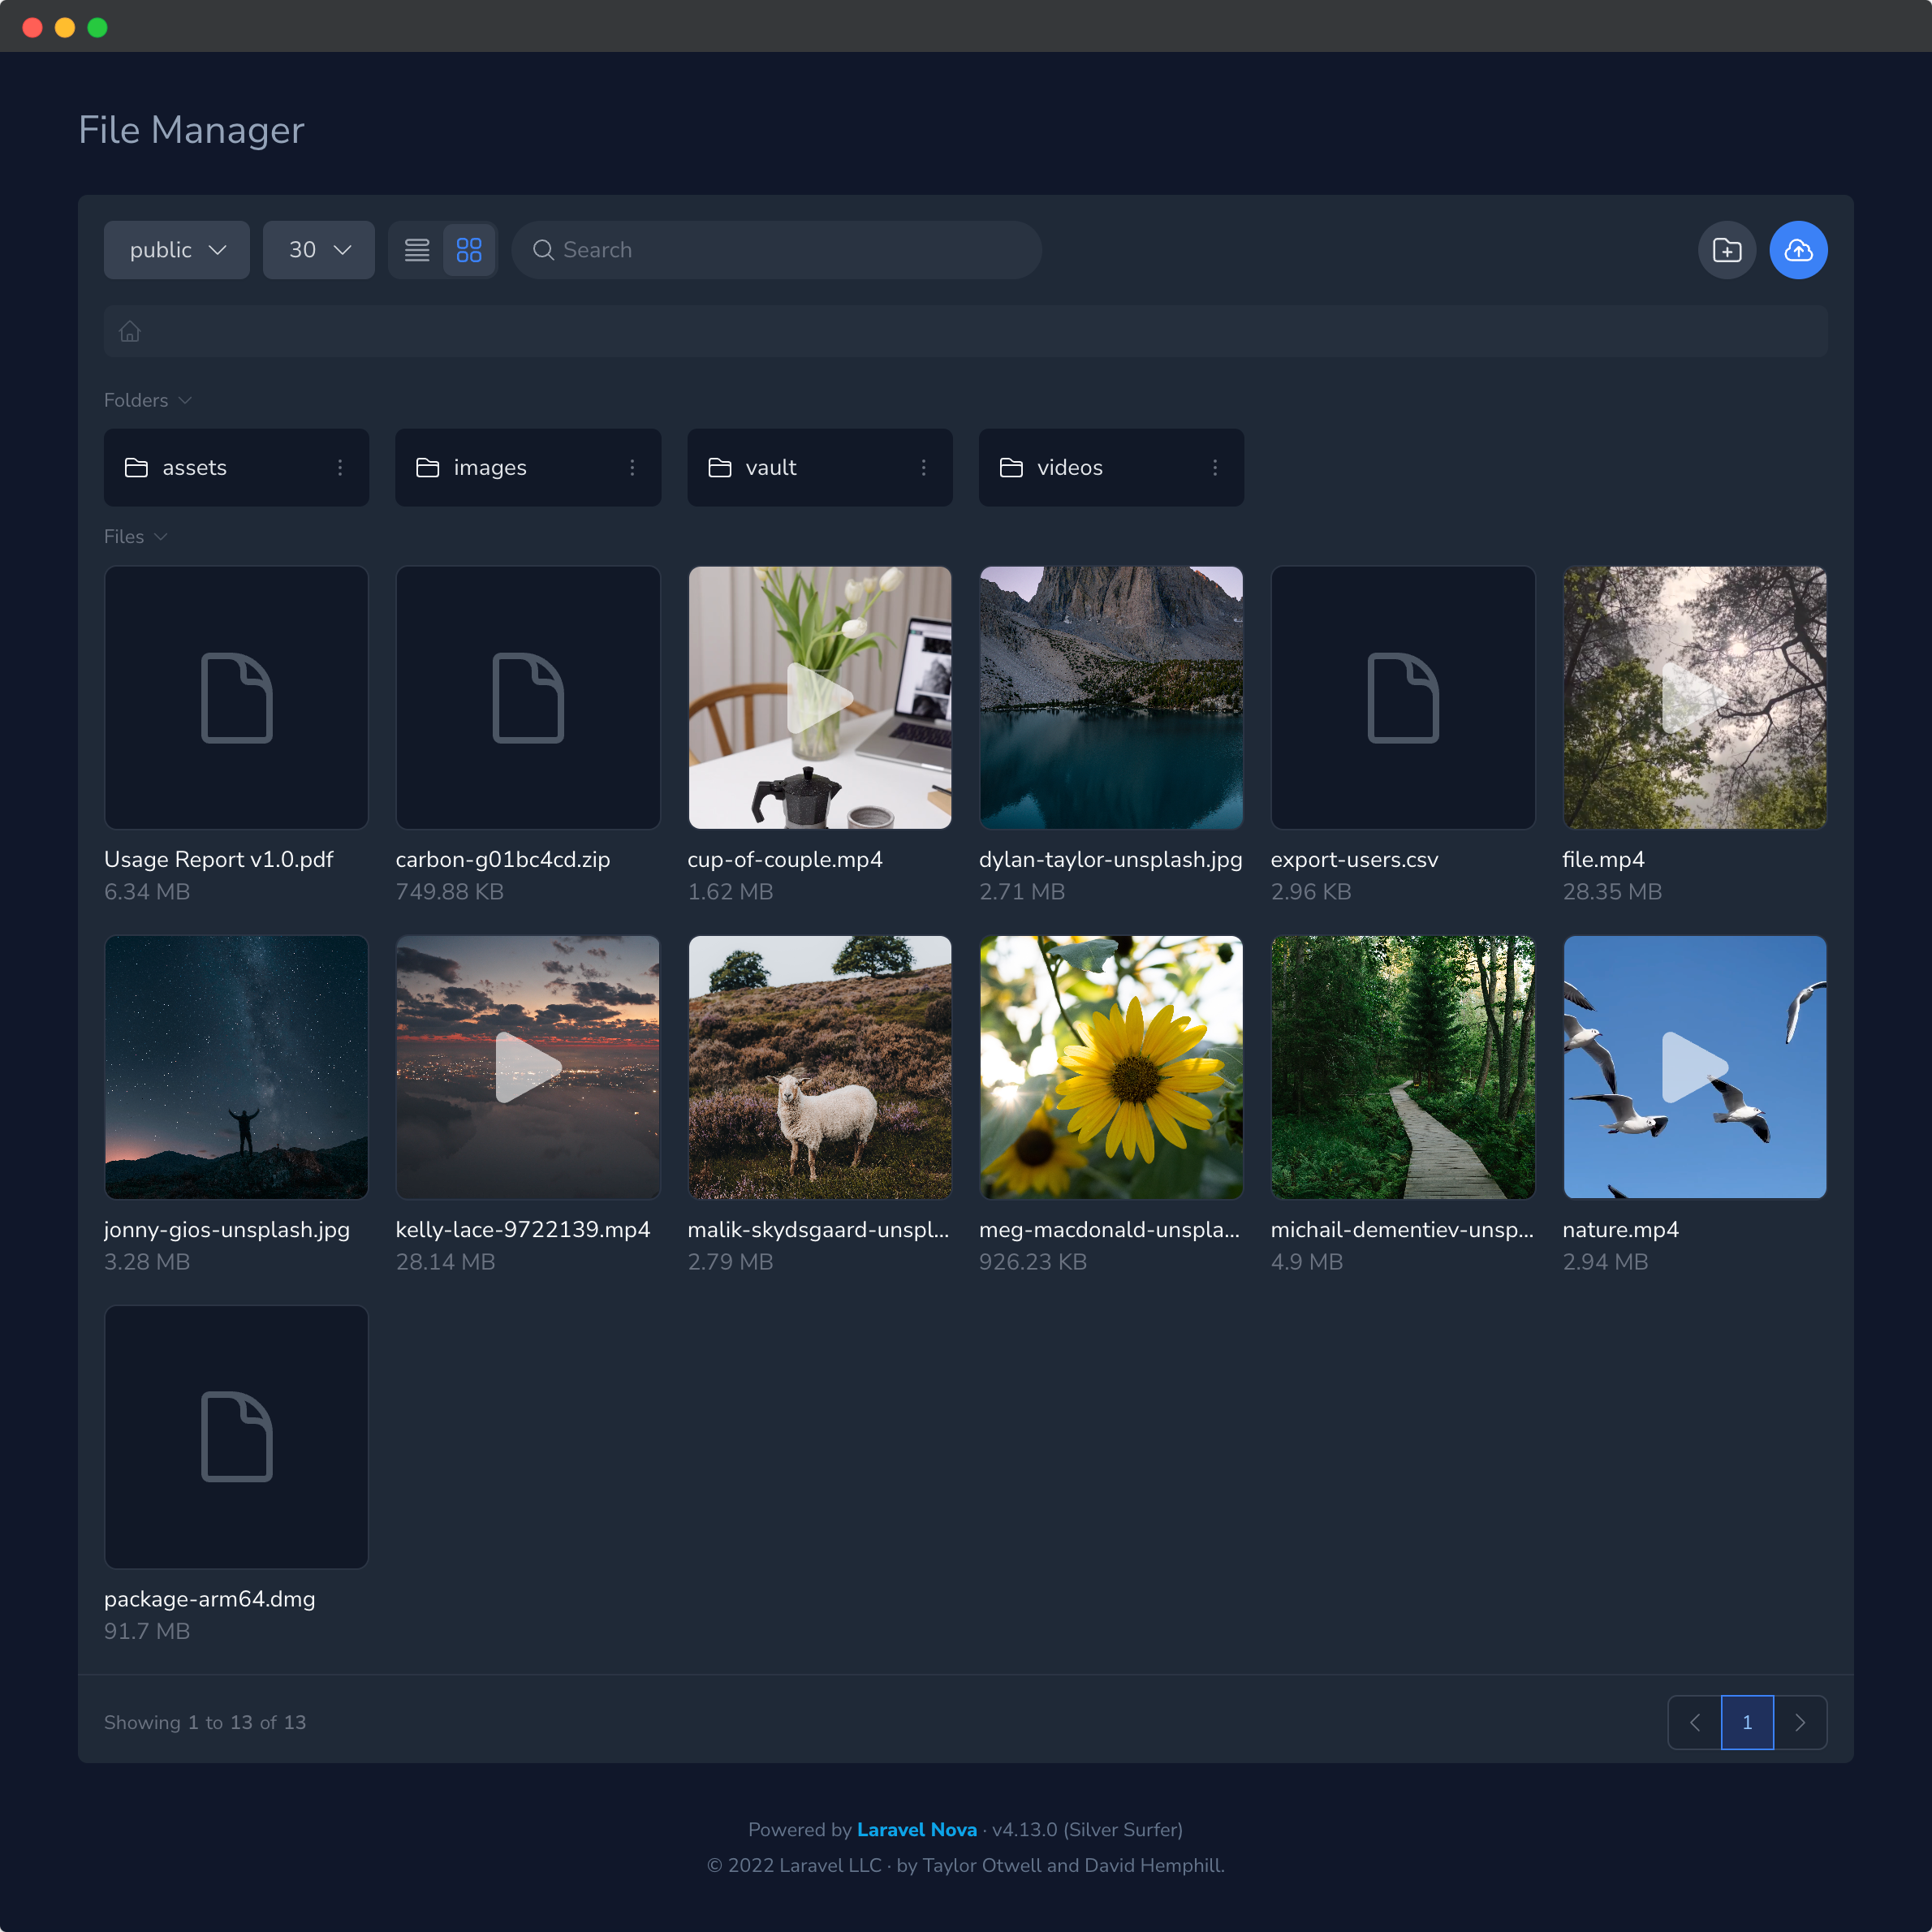 File Manager
public 30 Search
Folders
assets images vault videos
Files
Usage Report v1.0.pdf carbon-g01bc4cd.zip cup-of-couple.mp4 dylan-taylor-unsplash.jpg export-users.csv file.mp4
6.34 MB 749.88 KB 1.62 MB 2.71 MB 2.96 KB 28.35 MB
jonny-gios-unsplash.jpg kelly-lace-9722139.mp4 malik-skydsgaard-unspl... meg-macdonald-unspla... michail-dementiev-unsp... nature.mp4
3.28 MB 28.14 MB 2.79 MB 926.23 KB 4.9 MB 2.94 MB
package-arm64.dmg
91.7 MB
Showing 1 to 13 of 13 1
Powered by Laravel Nova · v4.13.0 (Silver Surfer)
© 2022 Laravel LLC · by Taylor Otwell and David Hemphill.